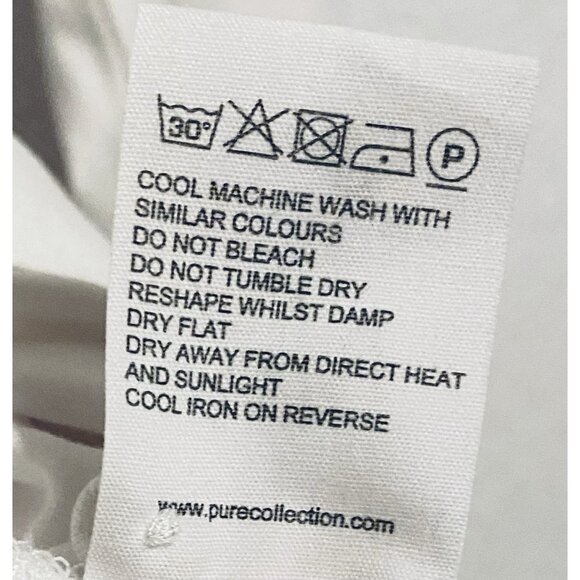 30°
P
COOL MACHINE WASH WITH
SIMILAR COLOURS
DO NOT BLEACH
DO NOT TUMBLE DRY
RESHAPE WHILST DAMP
DRY FLAT
DRY AWAY FROM DIRECT HEAT
AND SUNLIGHT
COOL IRON ON REVERSE
www.purecollection.com